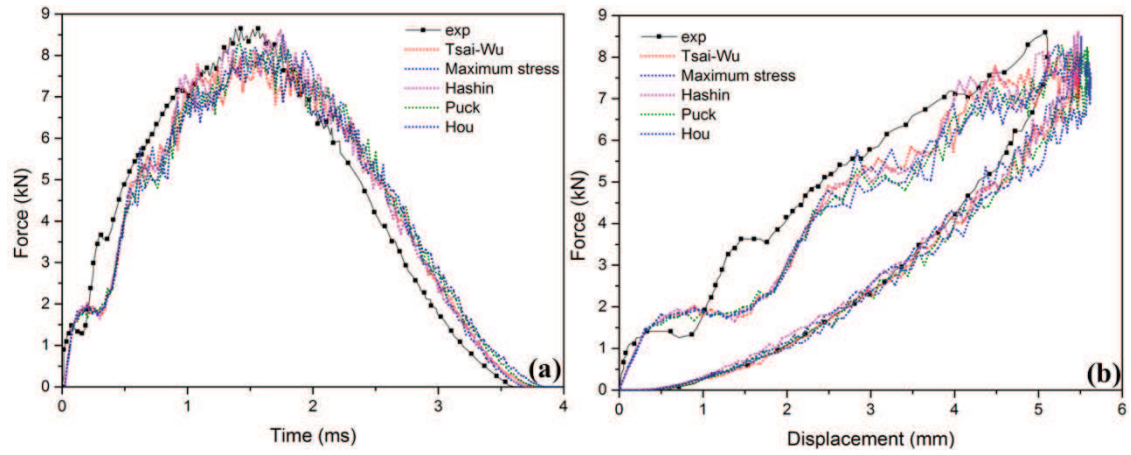 9
8
7
6
5
4
3
2
1
0
Force (kN)
exp
Tsai-Wu
Maximum stress
Hashin
Puck
Hou
(a)
0 1 2 3 4
Time (ms)
9
8
7
6
5
4
3
2
1
0
Force (kN)
exp
Tsai-Wu
Maximum stress
Hashin
Puck
Hou
(b)
0 1 2 3 4 5 6
Displacement (mm)